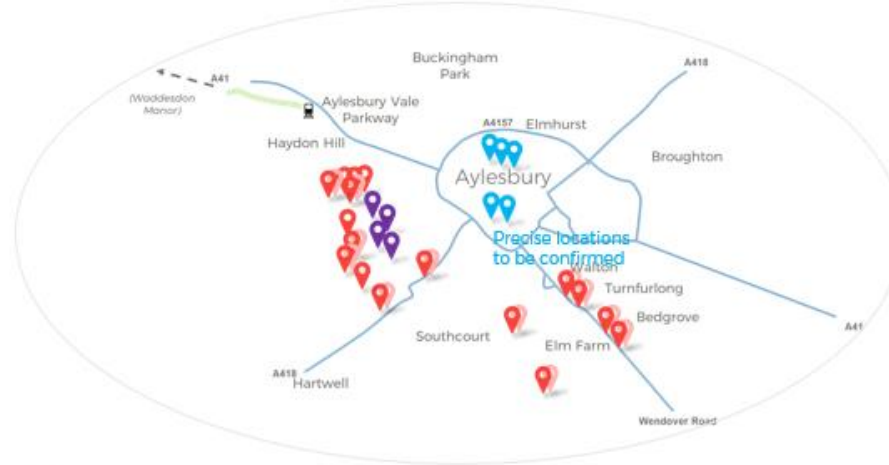 Buckingham
Park
A418
A41
(Waddesdon
Manor)
Aylesbury Vale
Parkway
A4157
Elmhurst
Haydon Hill
Broughton
Aylesbury
Precise locations
to be confirmed
Walton
Turnfurlong
Bedgrove
A41
Southcourt
Elm Farm
A418
Hartwell
Wendover Road